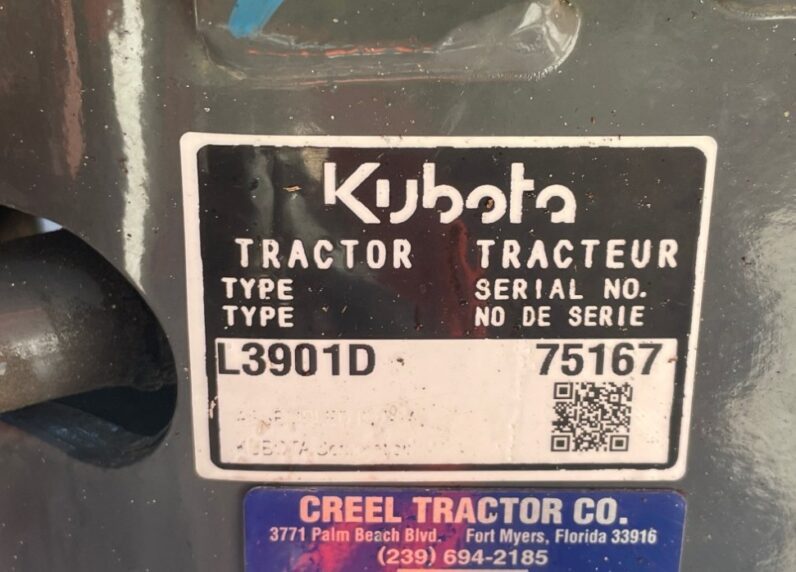 Kubota
TRACTOR TRACTEUR
TYPE SERIAL NO.
TYPE NO DE SERIE
L3901D 75167
KUBOTA
CREEL TRACTOR CO.
3771 Palm Beach Blvd. Fort Myers, Florida 33916
(239) 694-2185